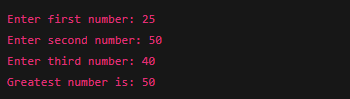 Enter first number: 25
Enter second number: 50
Enter third number: 40
Greatest number is: 50